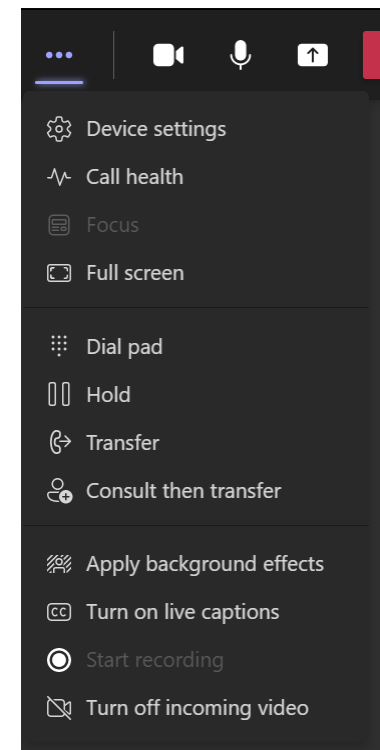 Device settings
Call health
Focus
Full screen
Dial pad
Hold
Transfer
Consult then transfer
Apply background effects
CC Turn on live captions
Start recording
Turn off incoming video